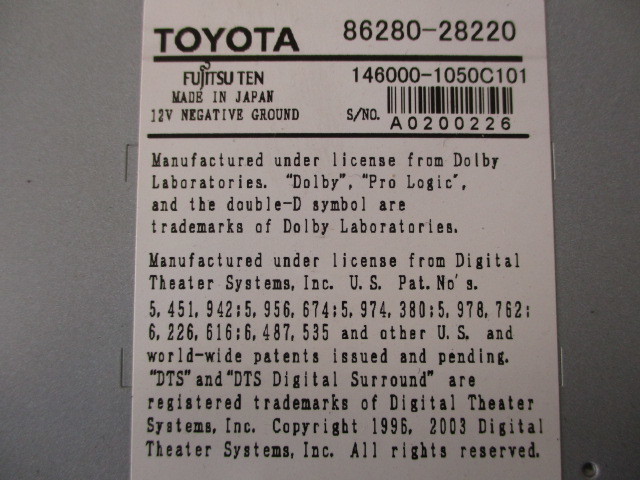 TOYOTA 86280-28220
FUJITSU TEN 146000-1050C101
MADE IN JAPAN
12V NEGATIVE GROUND S/NO. A0200226
Manufactured under license from Dolby
Laboratories. "Dolby", "Pro Logic",
and the double-D symbol are
trademarks of Dolby Laboratories.
Manufactured under license from Digital
Theater Systems, Inc. U.S. Pat.No's.
5,451,942;5,956,674;5,974,380;5,978,762;
6,226,616;6,487,535 and other U.S. and
world-wide patents issued and pending.
"DTS" and "DTS Digital Surround" are
registered trademarks of Digital Theater
Systems, Inc. Copyright 1996, 2003 Digital
Theater Systems, Inc. All rights reserved.